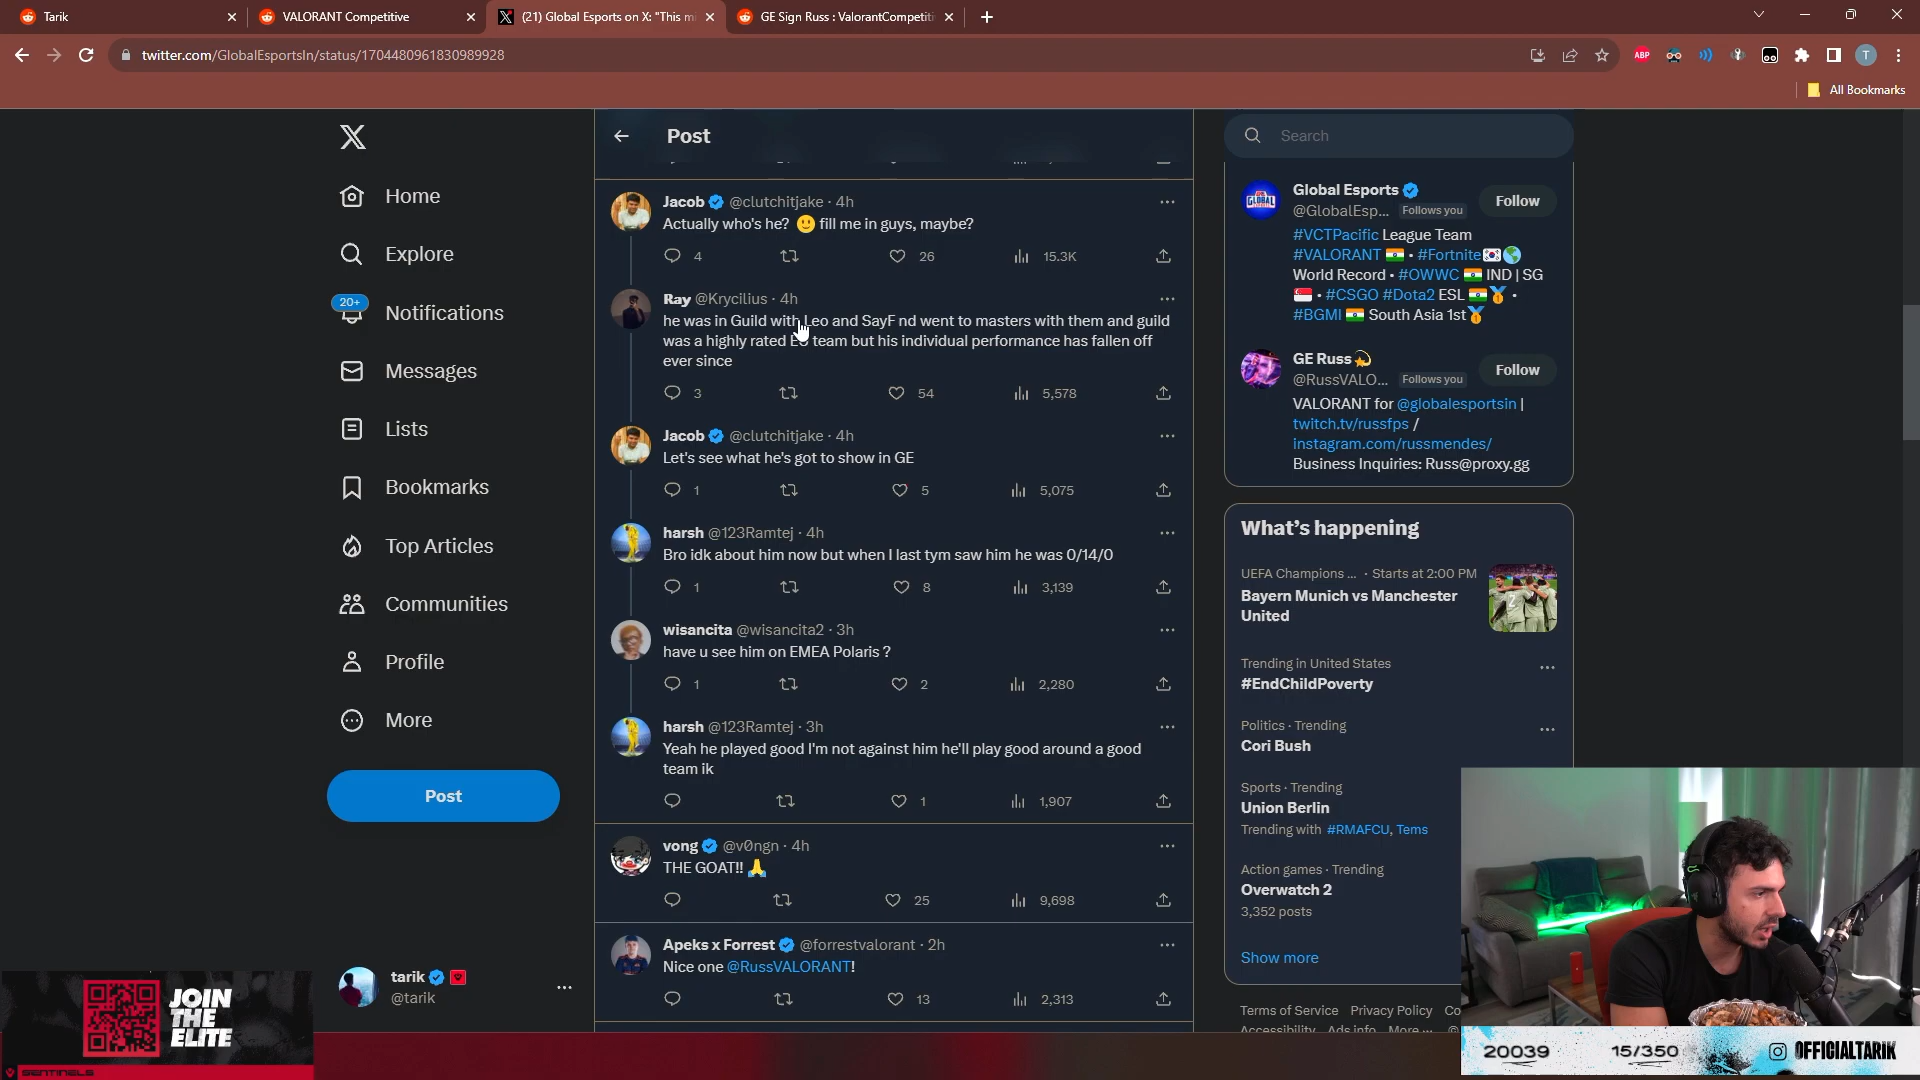 Tarik
VALORANT Competitive
(21) Global Esports on X: "This mi
GE Sign Russ : ValorantCompetiti
twitter.com/GlobalEsportsIn/status/1704480961830989928
ABP
T
All Bookmarks
Home
Explore
20+
Notifications
Messages
Lists
Bookmarks
Top Articles
Communities
Profile
More
Post
tarik
@tarik
JOIN
THE
ELITE
SENTINELS
Post
Jacob @clutchitjake · 4h
Actually who's he? 🙂 fill me in guys, maybe?
4 26 15.3K
Ray @Krycilius · 4h
he was in Guild with Leo and SayF nd went to masters with them and guild
was a highly rated EU team but his individual performance has fallen off
ever since
3 54 5,578
Jacob @clutchitjake · 4h
Let's see what he's got to show in GE
1 5 5,075
harsh @123Ramtej · 4h
Bro idk about him now but when I last tym saw him he was 0/14/0
1 8 3,139
wisancita @wisancita2 · 3h
have u see him on EMEA Polaris ?
1 2 2,280
harsh @123Ramtej · 3h
Yeah he played good I'm not against him he'll play good around a good
team ik
1 1,907
vong @v0ngn · 4h
THE GOAT!! 🙏
25 9,698
Apeks x Forrest @forrestvalorant · 2h
Nice one @RussVALORANT!
13 2,313
Search
Global Esports
@GlobalEsp... Follows you
Follow
#VCTPacific League Team
#VALORANT 🇮🇳 • #Fortnite🇰🇷🌎
World Record • #OWWC 🇮🇳 IND | SG
🇸🇬 • #CSGO #Dota2 ESL 🇮🇳🥇 •
#BGMI 🇮🇳 South Asia 1st🥇
GE Russ💫
@RussVALO... Follows you
Follow
VALORANT for @globalesportsin |
twitch.tv/russfps /
instagram.com/russmendes/
Business Inquiries: Russ@proxy.gg
What's happening
UEFA Champions ... · Starts at 2:00 PM
Bayern Munich vs Manchester
United
Trending in United States
#EndChildPoverty
Politics · Trending
Cori Bush
Sports · Trending
Union Berlin
Trending with #RMAFCU, Tems
Action games · Trending
Overwatch 2
3,352 posts
Show more
Terms of Service Privacy Policy Co
Accessibility Ads info More ...
20039 15/350 OFFICIALTARIK